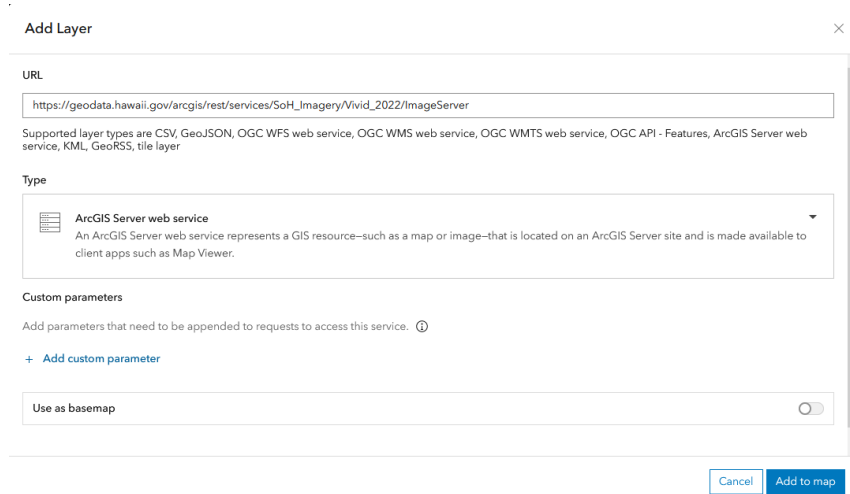 Add Layer
URL
https://geodata.hawaii.gov/arcgis/rest/services/SoH_Imagery/Vivid_2022/ImageServer
Supported layer types are CSV, GeoJSON, OGC WFS web service, OGC WMS web service, OGC WMTS web service, OGC API - Features, ArcGIS Server web
service, KML, GeoRSS, tile layer
Type
ArcGIS Server web service
An ArcGIS Server web service represents a GIS resource—such as a map or image—that is located on an ArcGIS Server site and is made available to
client apps such as Map Viewer.
Custom parameters
Add parameters that need to be appended to requests to access this service.
+ Add custom parameter
Use as basemap
Cancel Add to map